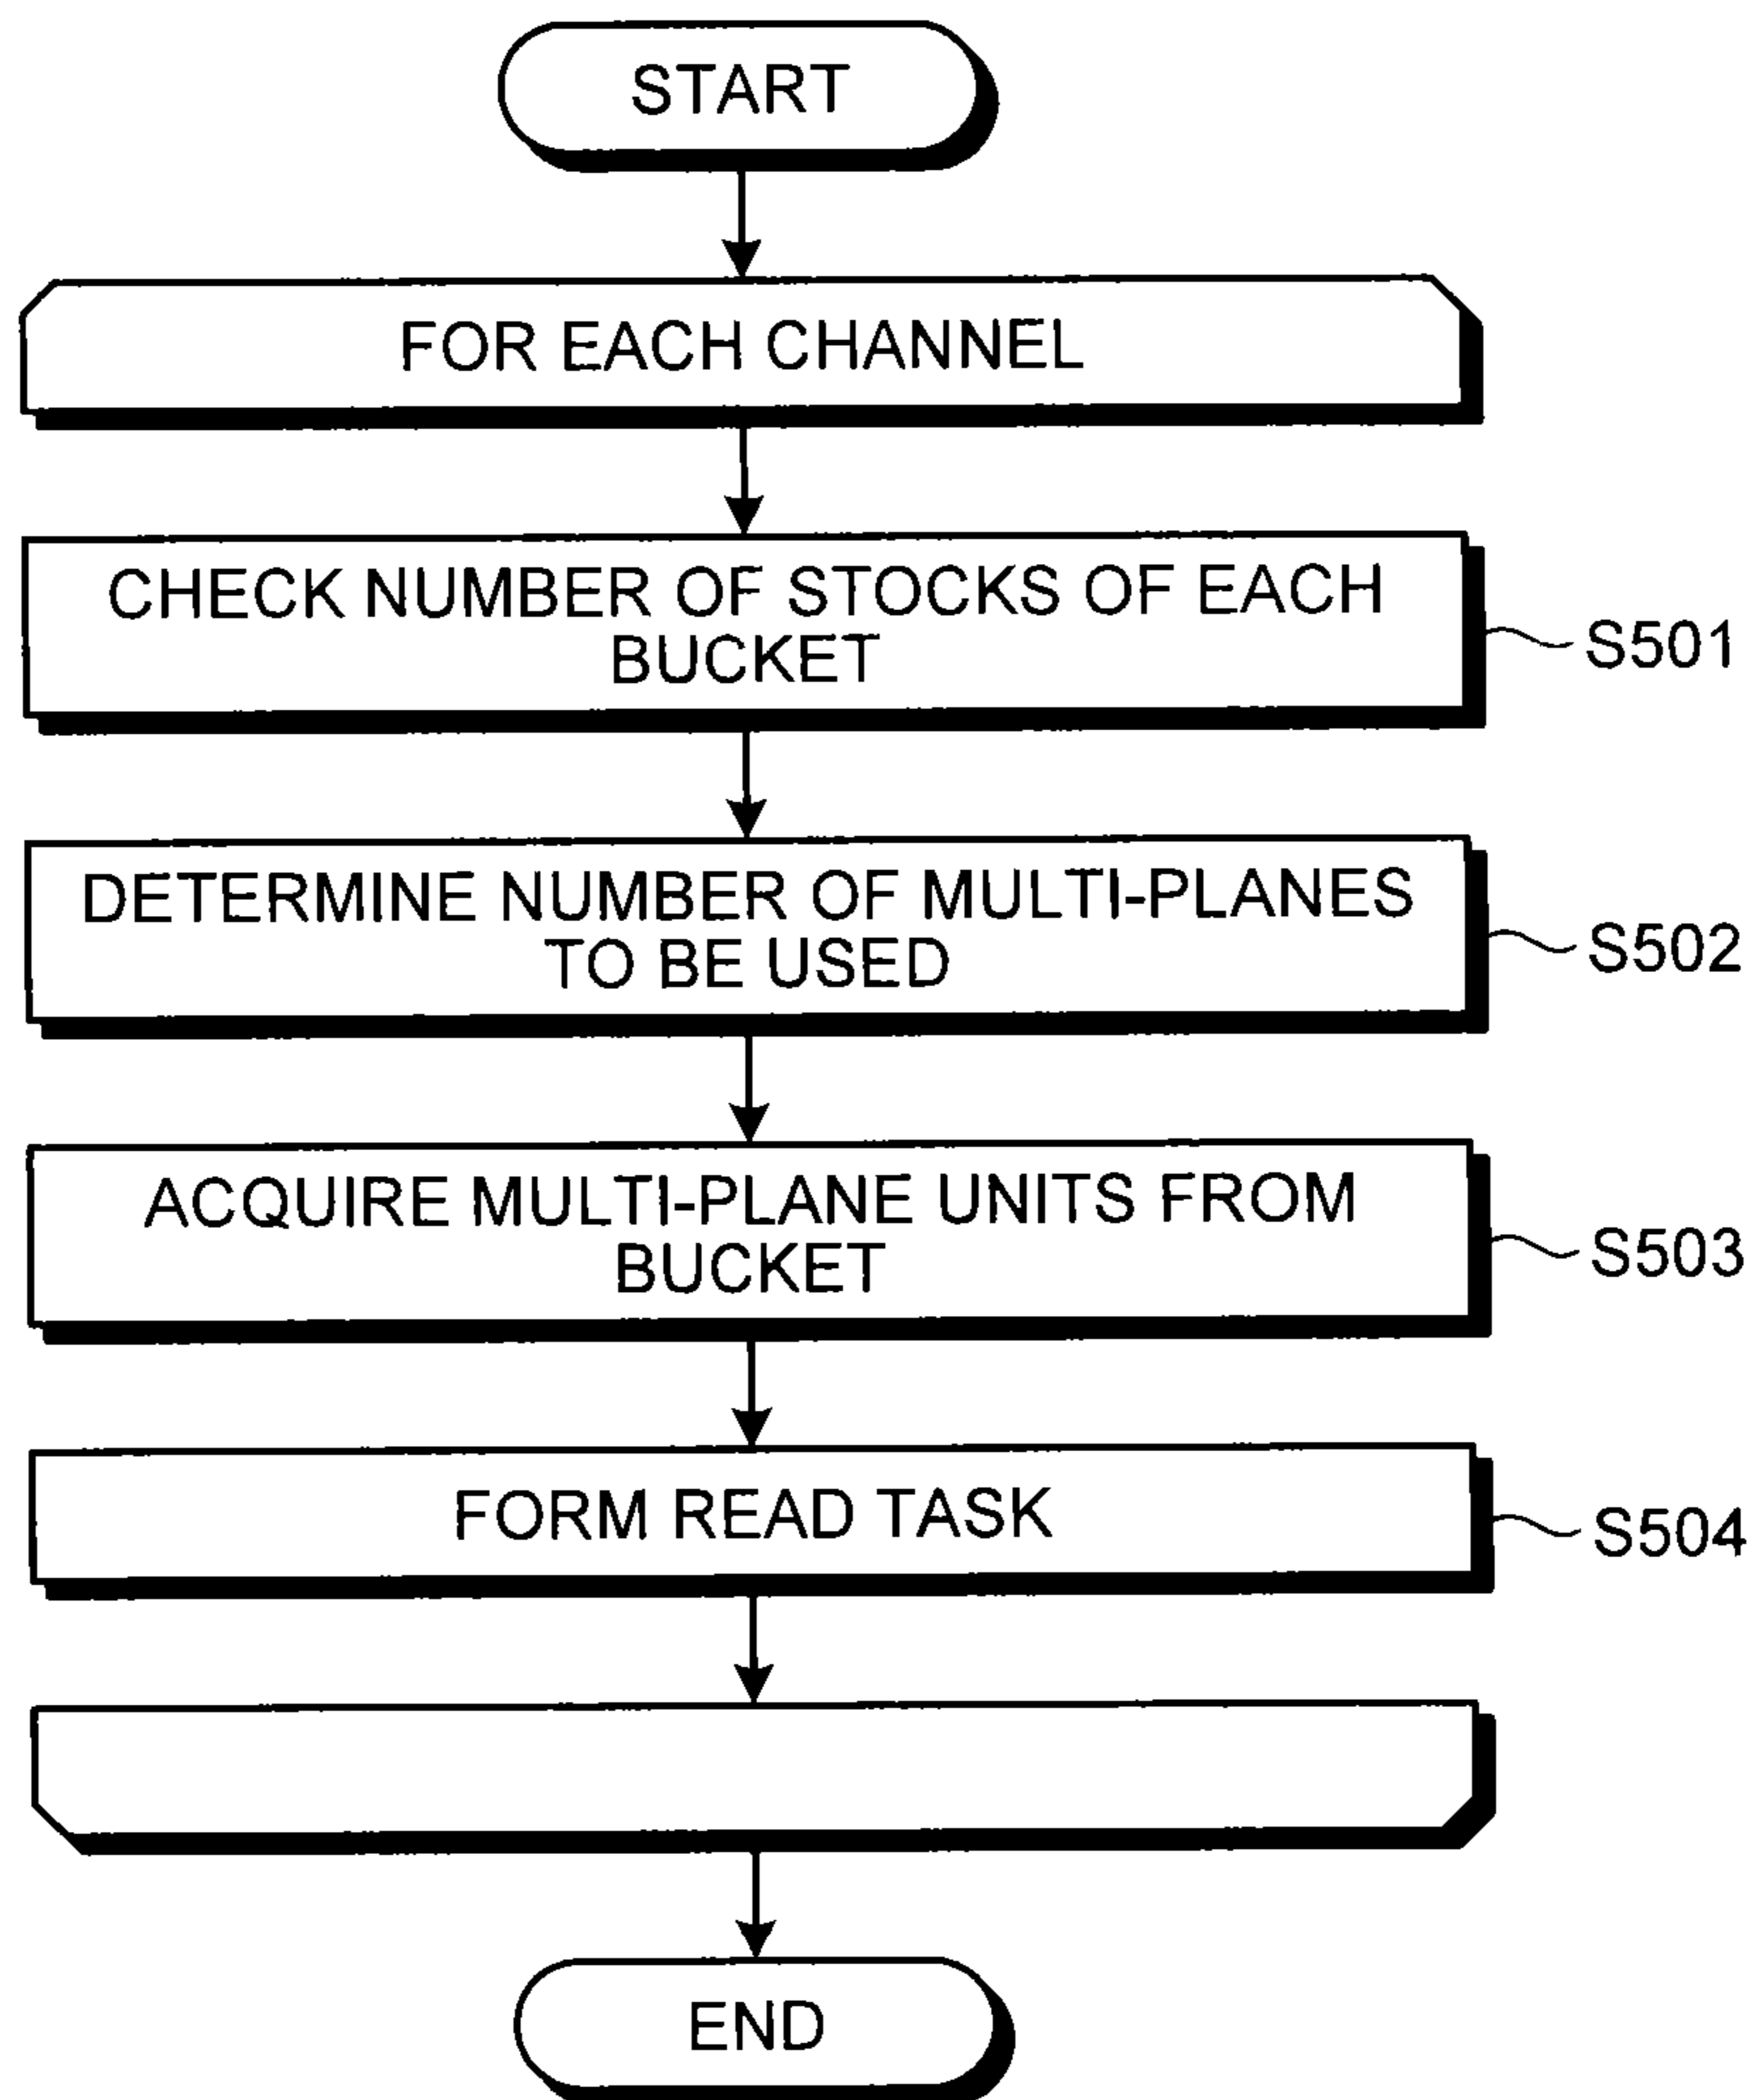 START
FOR EACH CHANNEL
CHECK NUMBER OF STOCKS OF EACH
BUCKET
S501
DETERMINE NUMBER OF MULTI-PLANES
TO BE USED
S502
ACQUIRE MULTI-PLANE UNITS FROM
BUCKET
S503
FORM READ TASK
S504
END